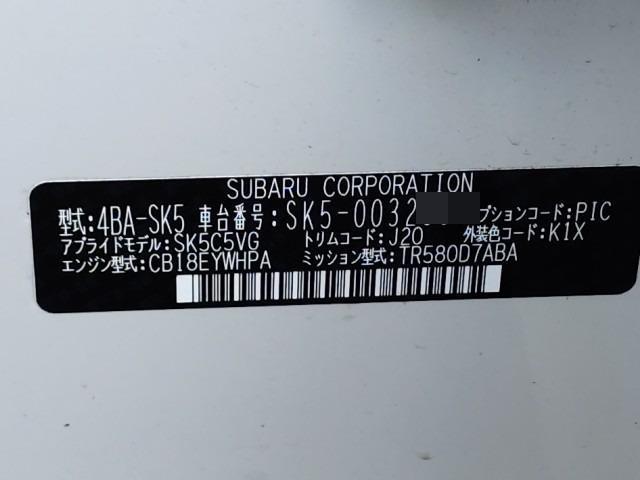 SUBARU CORPORATION
型式:4BA-SK5 車台番号:SK5-0032 プションコード:PIC
アプライドモデル:SK5C5VG トリムコード:J20 外装色コード:K1X
エンジン型式:CB18EYWHPA ミッション型式:TR580D7ABA